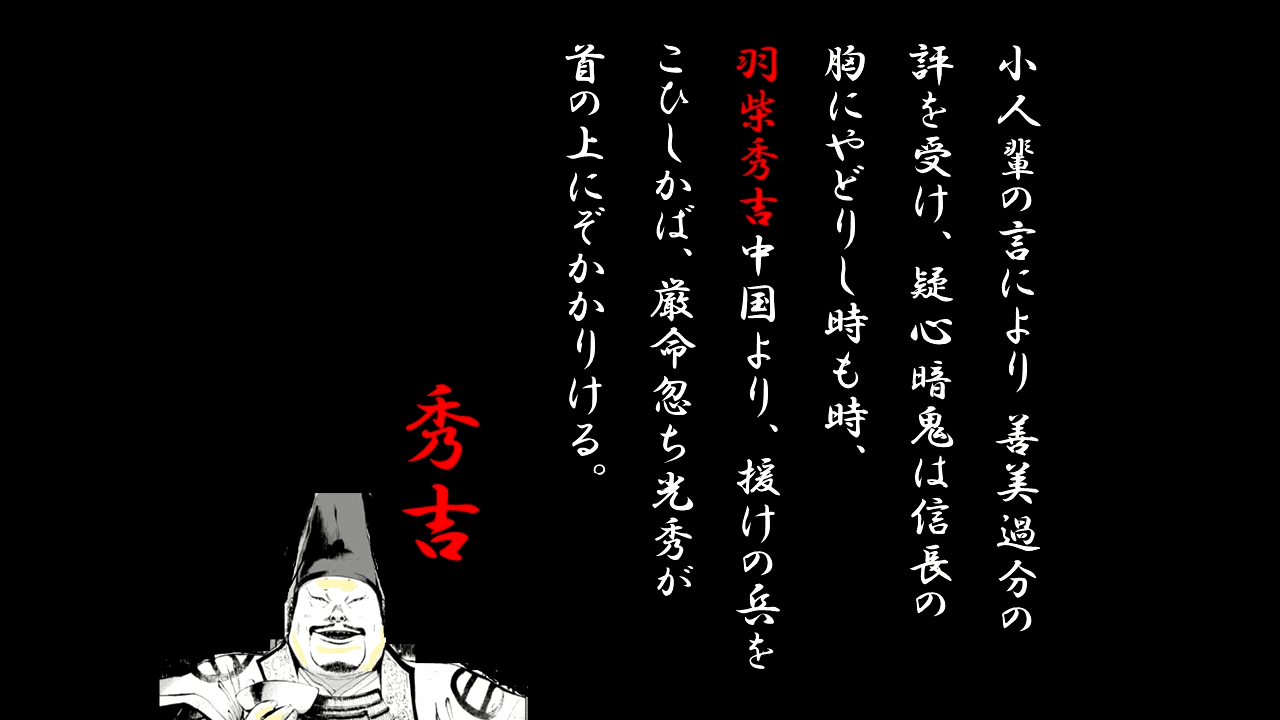 小人輩の言により 善美過分の
評を受け、疑心暗鬼は信長の
胸にやどりし時も時、
羽柴秀吉中国より、援けの兵を
こひしかば、厳命忽ち光秀が
首の上にぞかかりける。
秀吉